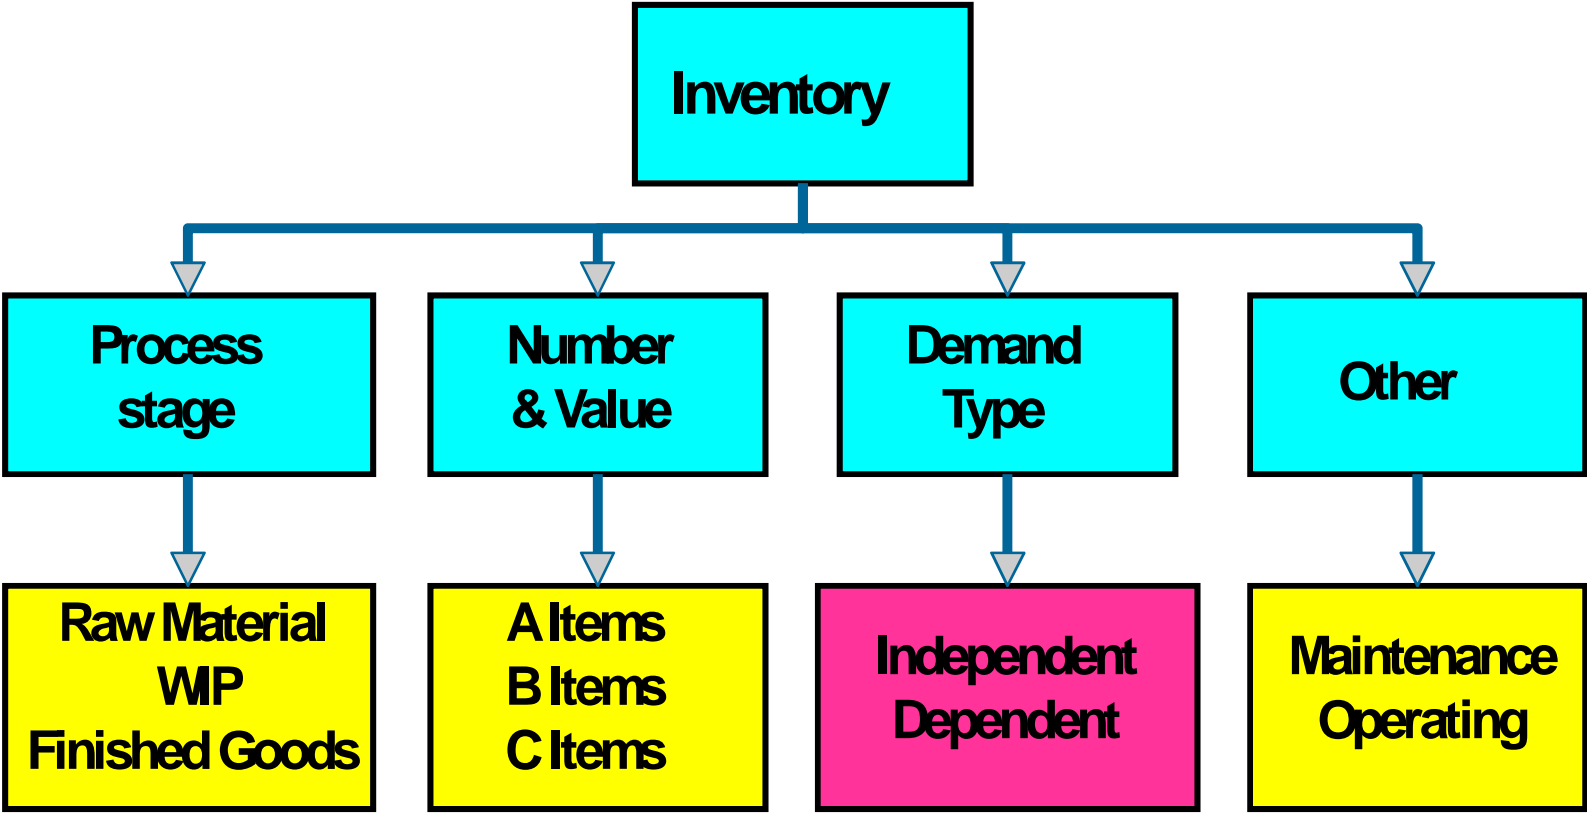 Inventory
Process
stage
Number
& Value
Demand
Type
Other
Raw Material
WIP
Finished Goods
A Items
B Items
C Items
Independent
Dependent
Maintenance
Operating